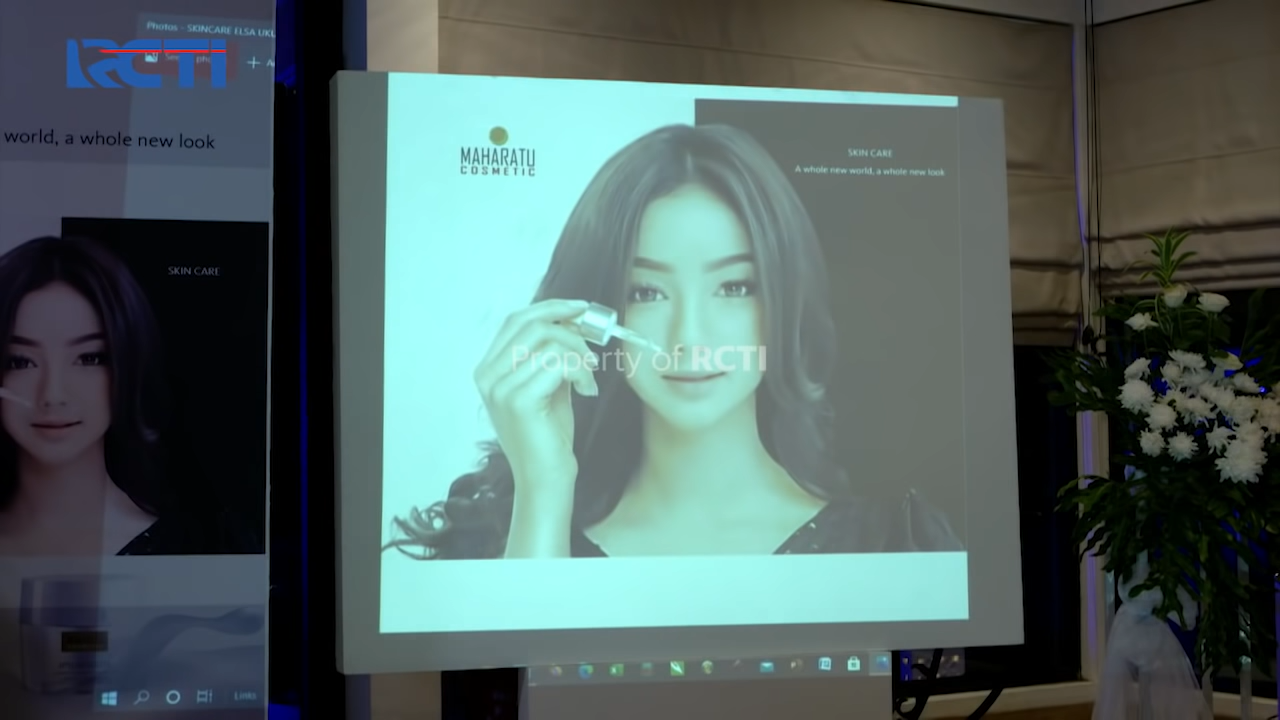 Photos - SKINCARE ELSA UKU
RCTI
world, a whole new look
SKIN CARE
MAHARATU
COSMETIC
SKIN CARE
A whole new world, a whole new look
Property of RCTI
Links